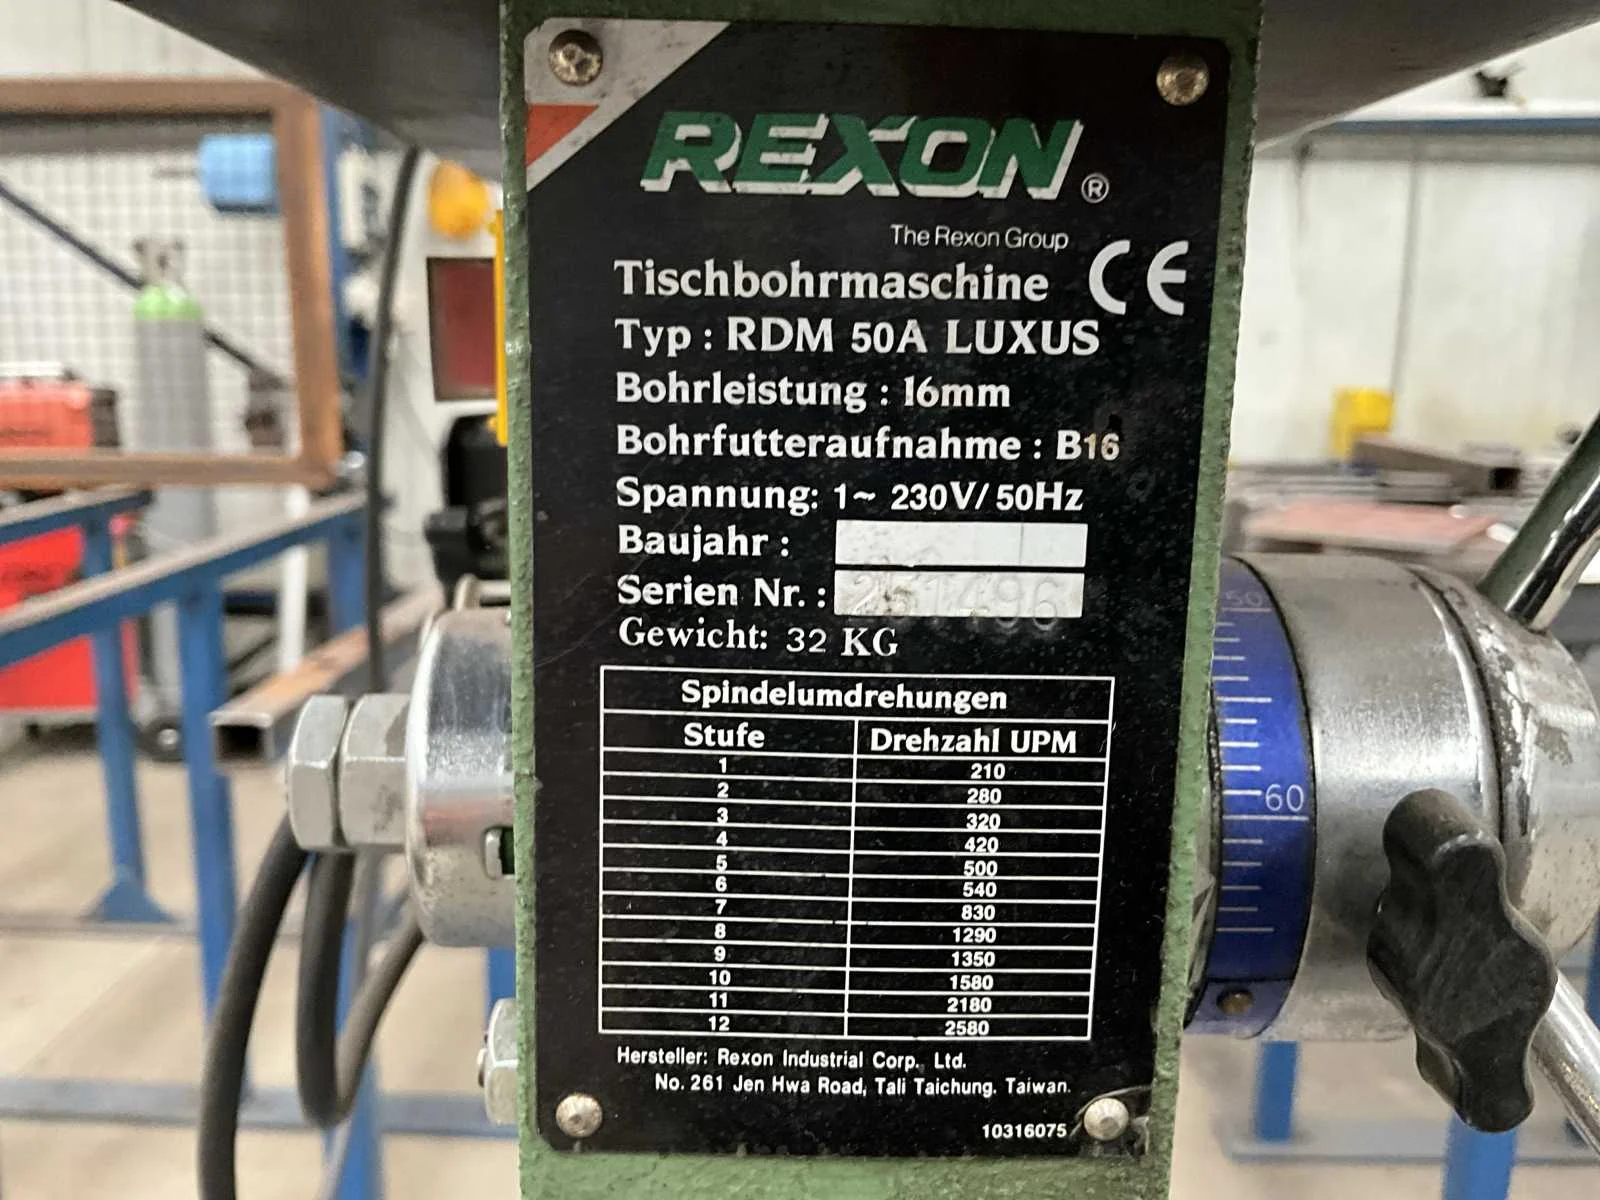 REXON®
The Rexon Group
Tischbohrmaschine CE
Typ : RDM 50A LUXUS
Bohrleistung : 16mm
Bohrfutteraufnahme : B16
Spannung: 1~ 230V/50Hz
Baujahr :
Serien Nr. : 251496
Gewicht: 32 KG
Spindelumdrehungen
Stufe Drehzahl UPM
1 210
2 280
3 320
4 420
5 500
6 540
7 830
8 1290
9 1350
10 1580
11 2180
12 2580
Hersteller: Rexon Industrial Corp. Ltd.
No. 261 Jen Hwa Road, Tali Taichung. Taiwan.
10316075
50
60